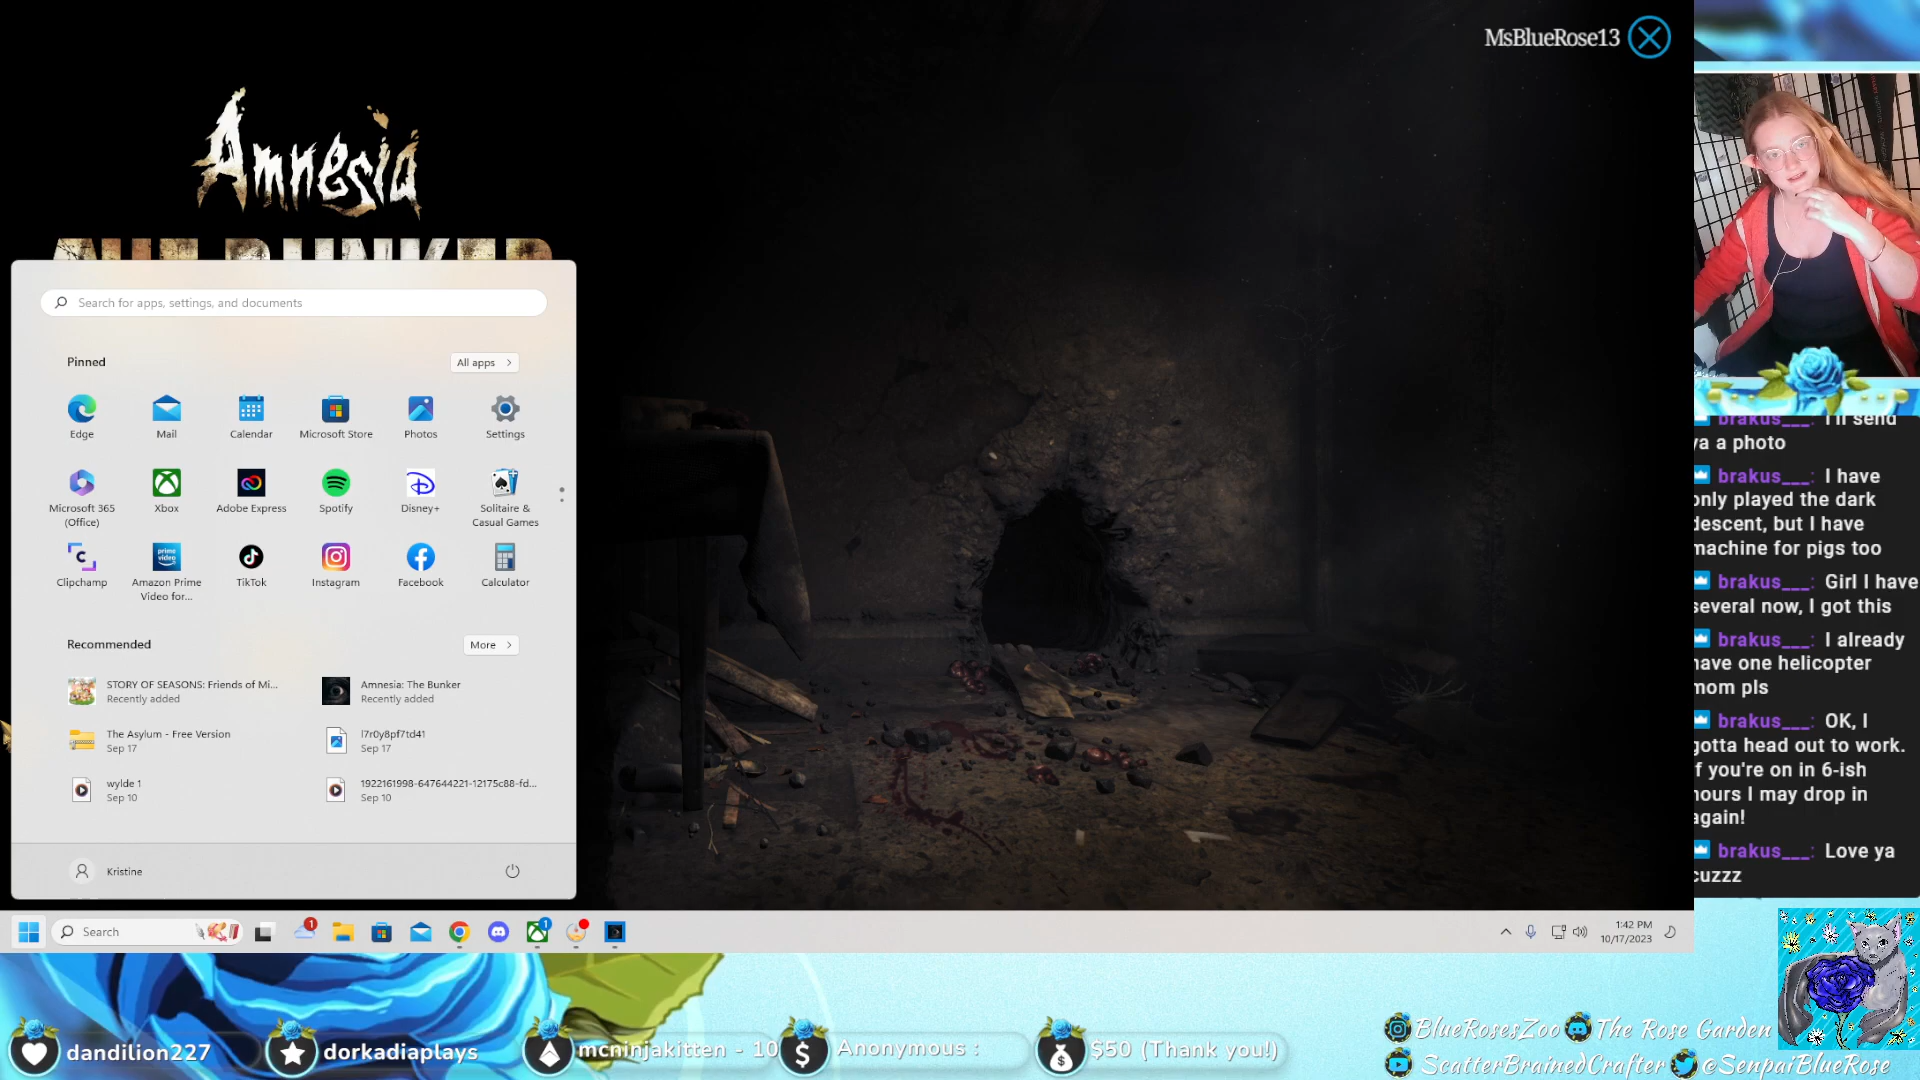 MsBlueRose13
Amnesia
THE BUNKER
Search for apps, settings, and documents
Pinned
All apps
Edge
Mail
Calendar
Microsoft Store
Photos
Settings
Microsoft 365
(Office)
Xbox
Adobe Express
Spotify
Disney+
Solitaire &
Casual Games
Clipchamp
Amazon Prime
Video for...
TikTok
Instagram
Facebook
Calculator
prime
video
Recommended
More
STORY OF SEASONS: Friends of Mi...
Recently added
Amnesia: The Bunker
Recently added
The Asylum - Free Version
Sep 17
l7r0y8pf7td41
Sep 17
wylde 1
Sep 10
1922161998-647644221-12175c88-fd...
Sep 10
Kristine
Search
1
1
1:42 PM
10/17/2023
brakus___: I'll send
ya a photo
brakus___: I have
only played the dark
descent, but I have
machine for pigs too
brakus___: Girl I have
several now, I got this
brakus___: I already
have one helicopter
mom pls
brakus___: OK, I
gotta head out to work.
If you're on in 6-ish
hours I may drop in
again!
brakus___: Love ya
cuzzz
dandilion227
dorkadiaplays
mcninjakitten - 10
Anonymous :
$50 (Thank you!)
BlueRosesZoo
The Rose Garden
ScatterBrainedCrafter
@SenpaiBlueRose